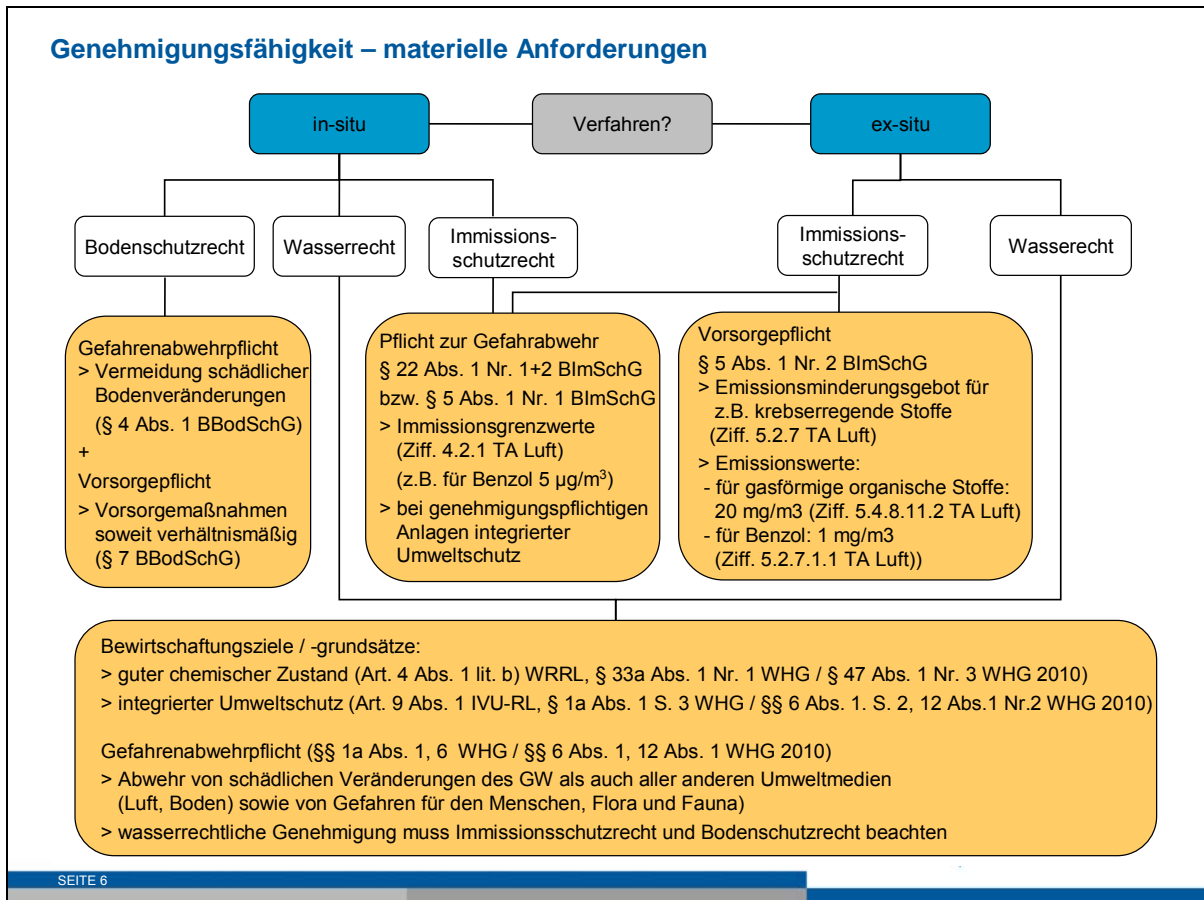 Genehmigungsfähigkeit – materielle Anforderungen
in-situ
Verfahren?
ex-situ
Bodenschutzrecht
Wasserrecht
Immissions-
schutzrecht
Immissions-
schutzrecht
Wasserecht
Gefahrenabwehrpflicht
> Vermeidung schädlicher
Bodenveränderungen
(§ 4 Abs. 1 BBodSchG)
+
Vorsorgepflicht
> Vorsorgemaßnahmen
soweit verhältnismäßig
(§ 7 BBodSchG)
Pflicht zur Gefahrabwehr
§ 22 Abs. 1 Nr. 1+2 BImSchG
bzw. § 5 Abs. 1 Nr. 1 BImSchG
> Immissionsgrenzwerte
(Ziff. 4.2.1 TA Luft)
(z.B. für Benzol 5 µg/m³)
> bei genehmigungspflichtigen
Anlagen integrierter
Umweltschutz
Vorsorgepflicht
§ 5 Abs. 1 Nr. 2 BImSchG
> Emissionsminderungsgebot für
z.B. krebserregende Stoffe
(Ziff. 5.2.7 TA Luft)
> Emissionswerte:
- für gasförmige organische Stoffe:
20 mg/m3 (Ziff. 5.4.8.11.2 TA Luft)
- für Benzol: 1 mg/m3
(Ziff. 5.2.7.1.1 TA Luft))
Bewirtschaftungsziele / -grundsätze:
> guter chemischer Zustand (Art. 4 Abs. 1 lit. b) WRRL, § 33a Abs. 1 Nr. 1 WHG / § 47 Abs. 1 Nr. 3 WHG 2010)
> integrierter Umweltschutz (Art. 9 Abs. 1 IVU-RL, § 1a Abs. 1 S. 3 WHG / §§ 6 Abs. 1. S. 2, 12 Abs.1 Nr.2 WHG 2010)
Gefahrenabwehrpflicht (§§ 1a Abs. 1, 6 WHG / §§ 6 Abs. 1, 12 Abs. 1 WHG 2010)
> Abwehr von schädlichen Veränderungen des GW als auch aller anderen Umweltmedien
(Luft, Boden) sowie von Gefahren für den Menschen, Flora und Fauna)
> wasserrechtliche Genehmigung muss Immissionsschutzrecht und Bodenschutzrecht beachten
SEITE 6